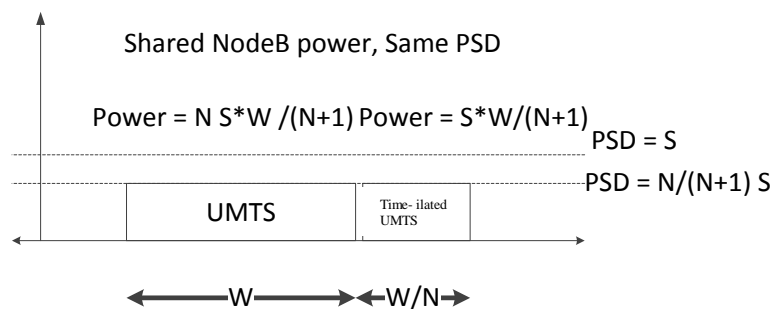 Shared NodeB power, Same PSD
Power = N S*W /(N+1) Power = S*W/(N+1)
PSD = S
PSD = N/(N+1) S
UMTS
Time- ilated
UMTS
W
W/N